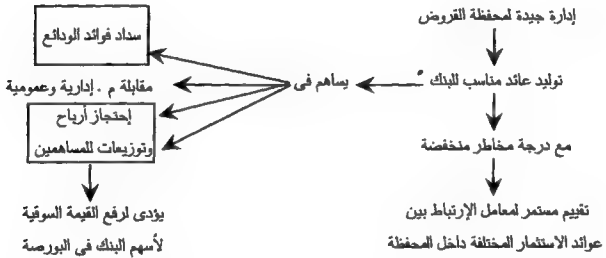 إدارة جيدة لمحفظة القروض
توليد عائد مناسب للبنك
مع درجة مخاطر منخفضة
تقييم مستمر لمعامل الإرتباط بين
عوائد الاستثمار المختلفة داخل المحفظة
يساهم فى
سداد فوائد الودائع
مقابلة م . إدارية وعمومية
إحتجاز أرباح
وتوزيعات للمساهمين
يؤدى لرفع القيمة السوقية
لأسهم البنك فى البورصة